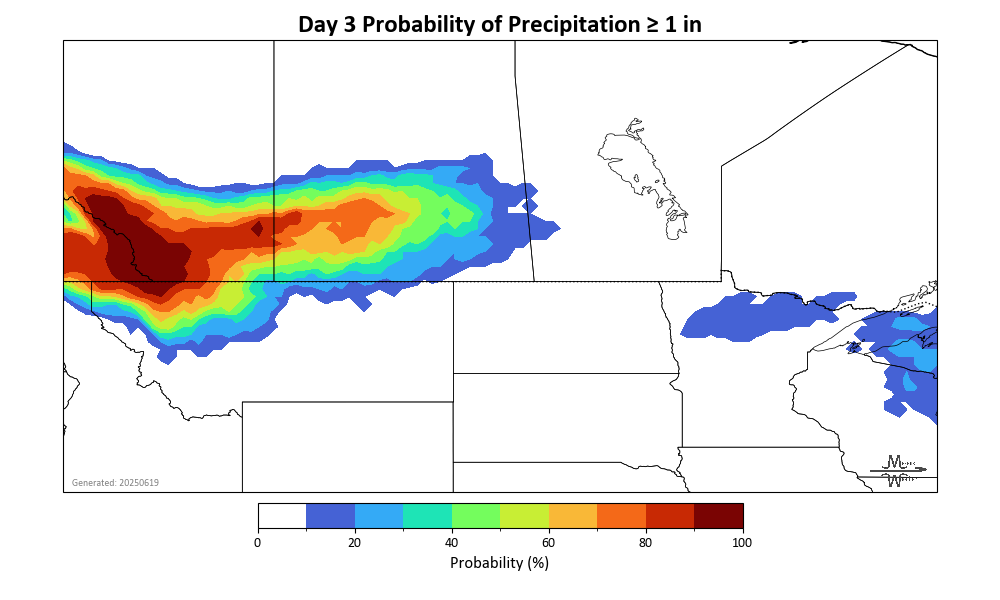 Day 3 Probability of Precipitation ≥ 1 in
Generated: 20250619
0 20 40 60 80 100
Probability (%)